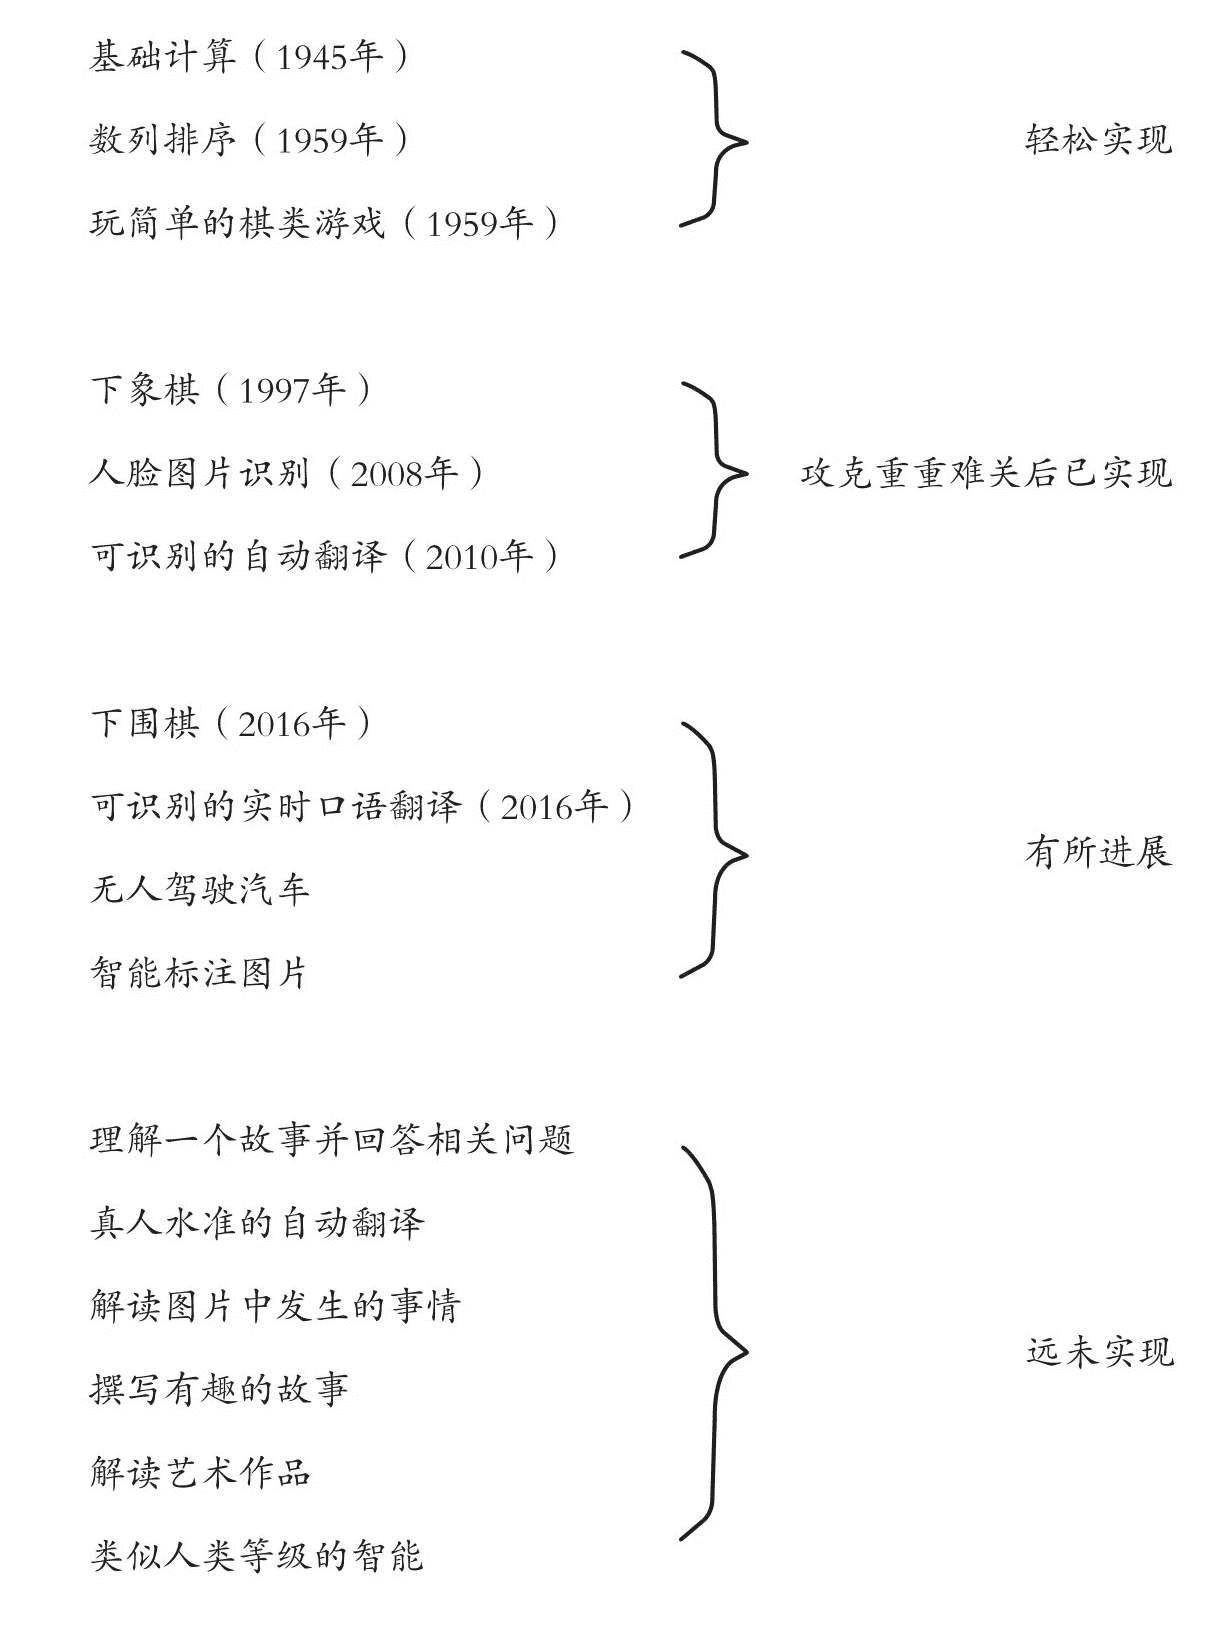 基础计算（1945年）
数列排序（1959年）
轻松实现
玩简单的棋类游戏（1959年）
下象棋（1997年）
人脸图片识别（2008年）
攻克重重难关后已实现
可识别的自动翻译（2010年）
下围棋（2016年）
可识别的实时口语翻译（2016年）
有所进展
无人驾驶汽车
智能标注图片
理解一个故事并回答相关问题
真人水准的自动翻译
解读图片中发生的事情
远未实现
撰写有趣的故事
解读艺术作品
类似人类等级的智能